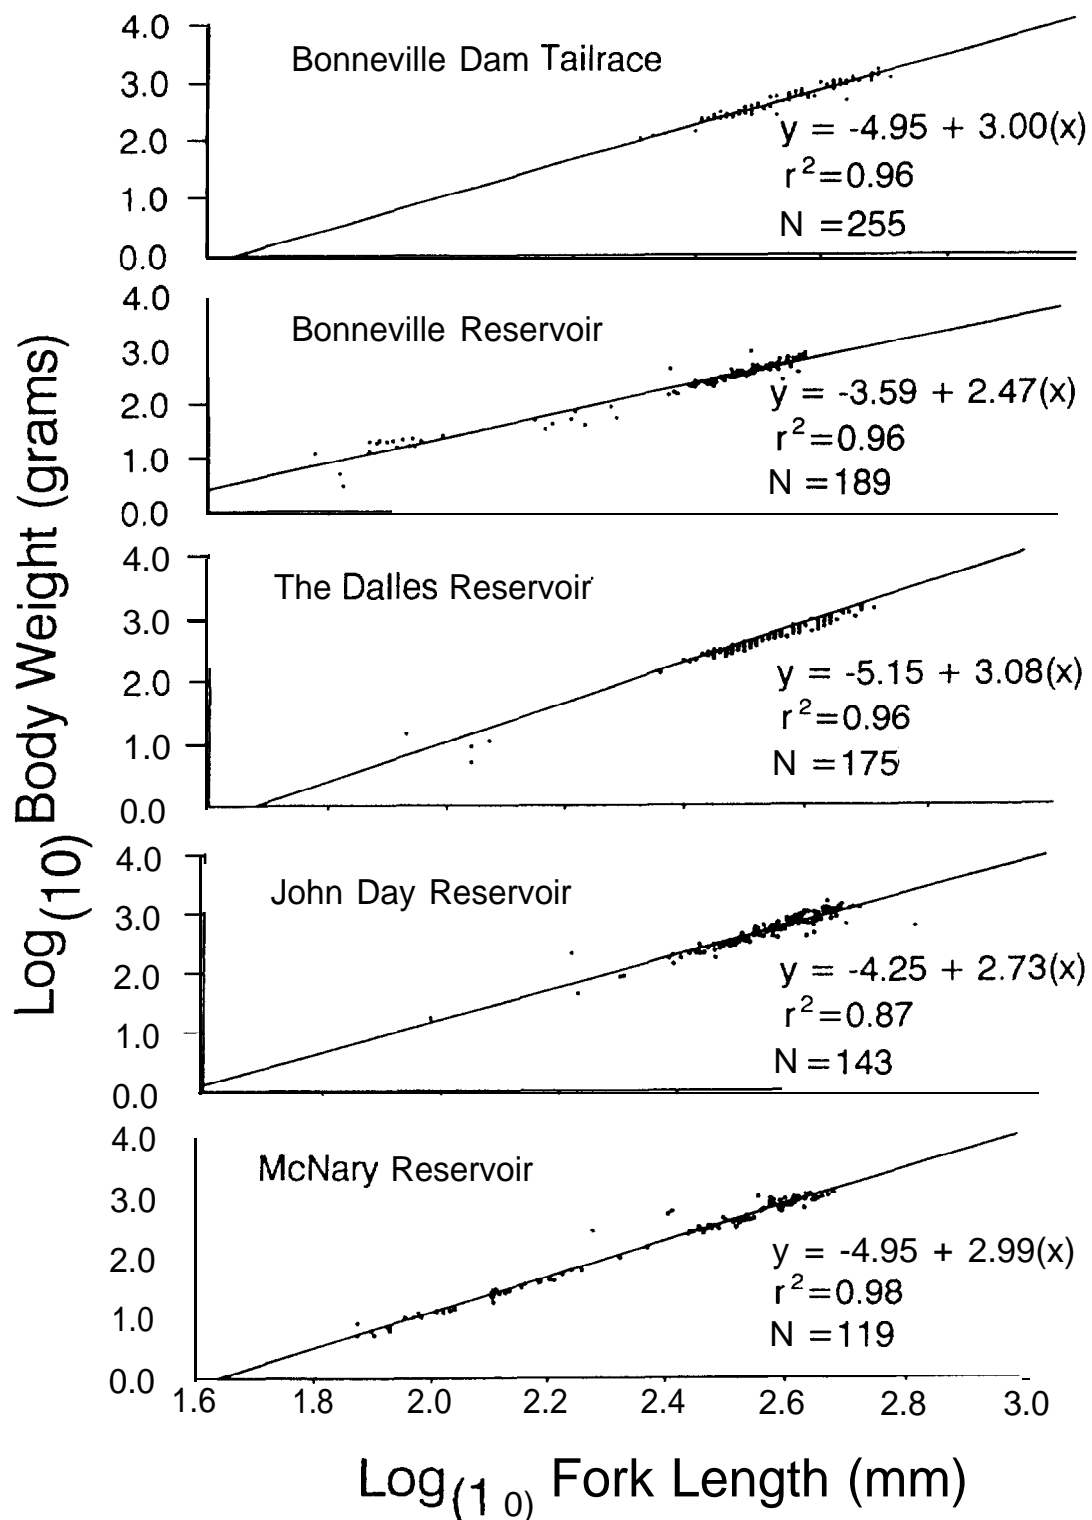 4.0
3.0
2.0
1.0
0.0
Bonneville Dam Tailrace
y = -4.95 + 3.00(x)
r²=0.96
N =255
4.0
3.0
2.0
1.0
0.0
Bonneville Reservoir
y = -3.59 + 2.47(x)
r²=0.96
N =189
4.0
3.0
2.0
1.0
0.0
The Dalles Reservoir
y = -5.15 + 3.08(x)
r²=0.96
N =175
4.0
3.0
2.0
1.0
0.0
John Day Reservoir
y = -4.25 + 2.73(x)
r²=0.87
N =143
4.0
3.0
2.0
1.0
0.0
McNary Reservoir
y = -4.95 + 2.99(x)
r²=0.98
N =119
1.6 1.8 2.0 2.2 2.4 2.6 2.8 3.0
Log(10) Body Weight (grams)
Log(10) Fork Length (mm)